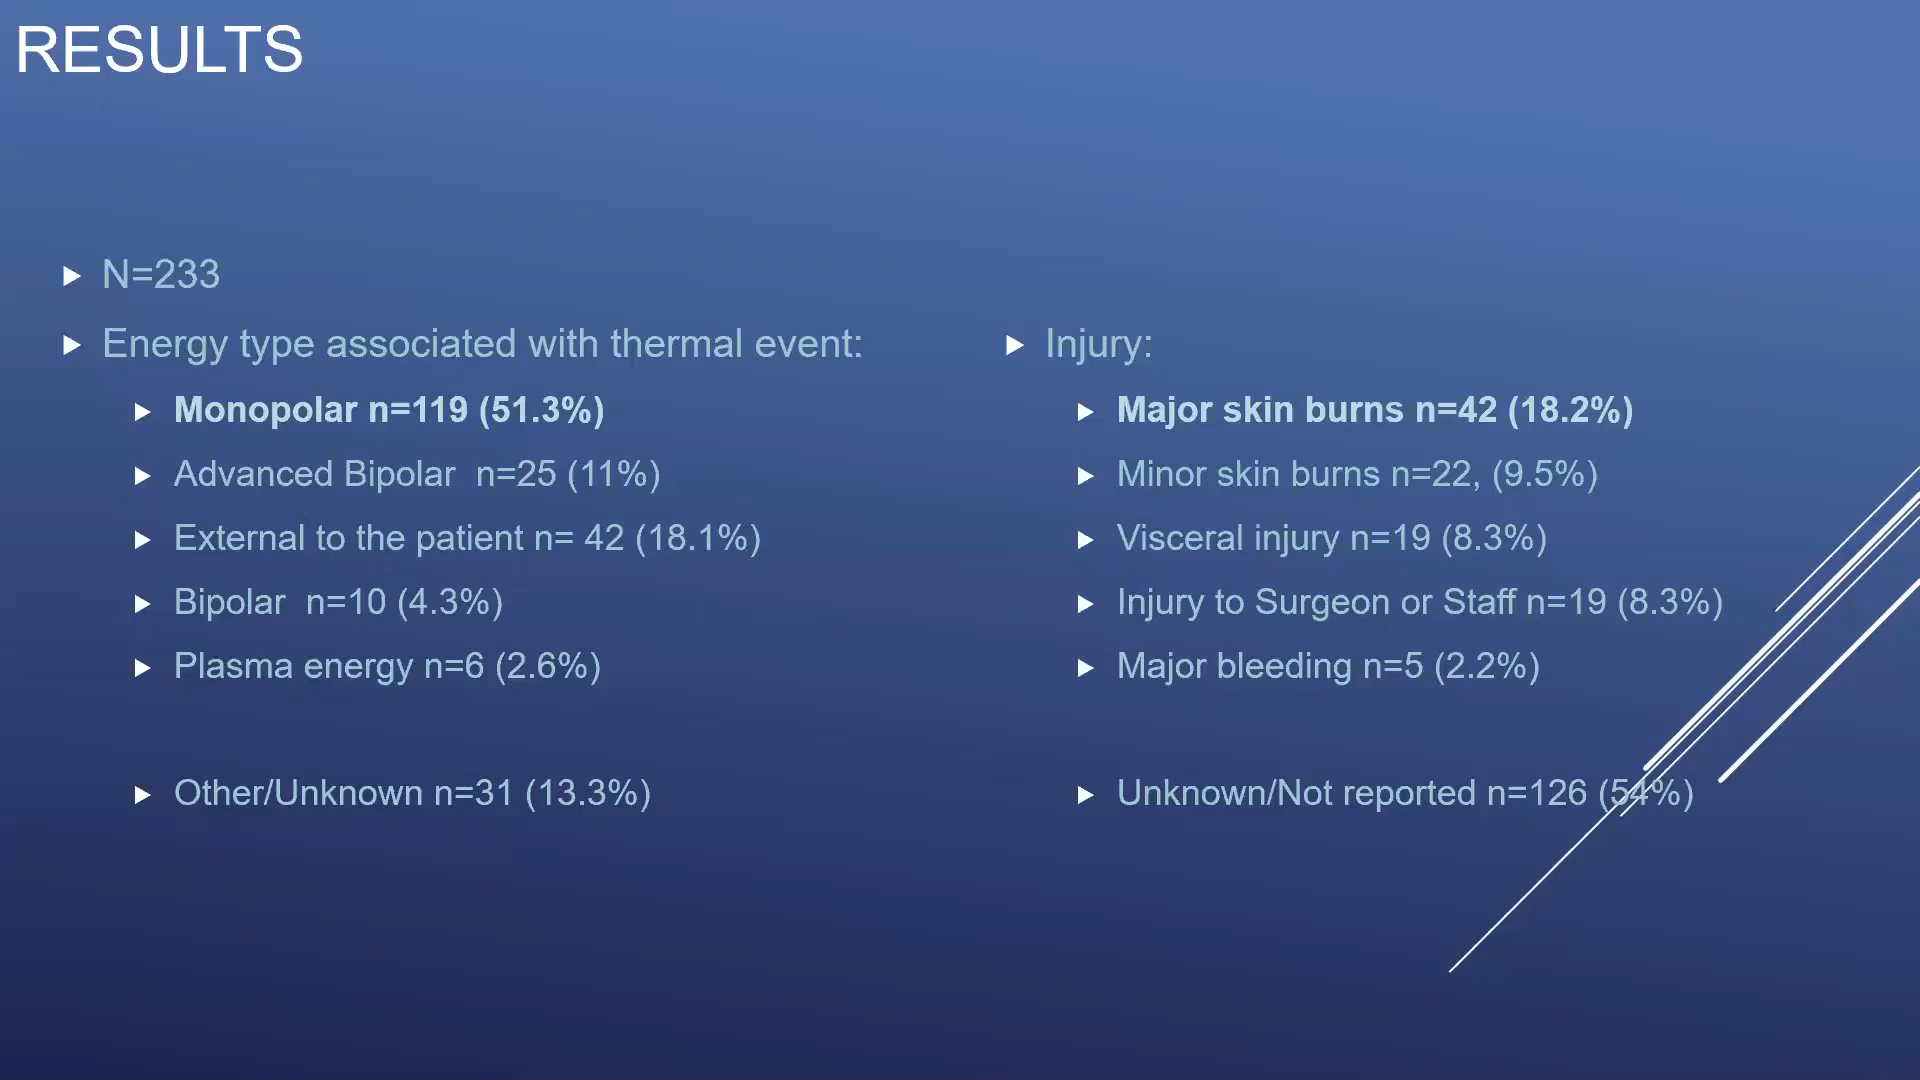 RESULTS
N=233
Energy type associated with thermal event:
Monopolar n=119 (51.3%)
Advanced Bipolar  n=25 (11%)
External to the patient n= 42 (18.1%)
Bipolar  n=10 (4.3%)
Plasma energy n=6 (2.6%)
Other/Unknown n=31 (13.3%)
Injury:
Major skin burns n=42 (18.2%)
Minor skin burns n=22, (9.5%)
Visceral injury n=19 (8.3%)
Injury to Surgeon or Staff n=19 (8.3%)
Major bleeding n=5 (2.2%)
Unknown/Not reported n=126 (54%)